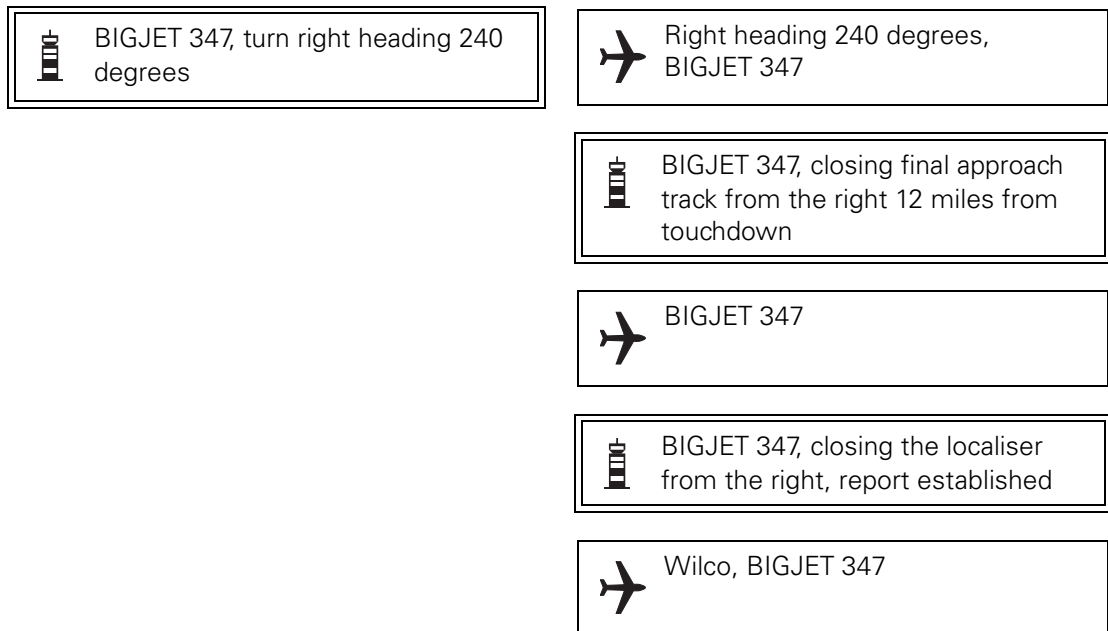 BIGJET 347, turn right heading 240
degrees
Right heading 240 degrees,
BIGJET 347
BIGJET 347, closing final approach
track from the right 12 miles from
touchdown
BIGJET 347
BIGJET 347, closing the localiser
from the right, report established
Wilco, BIGJET 347